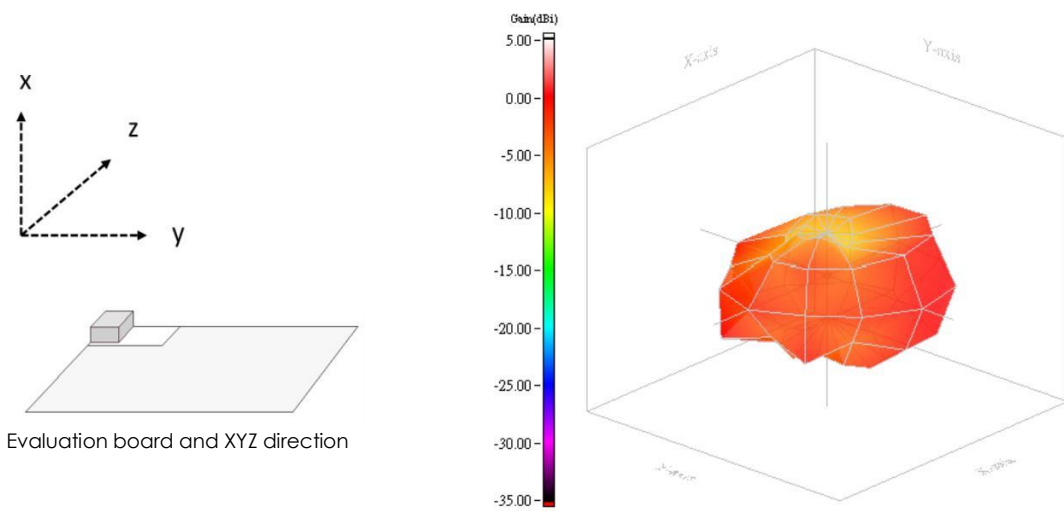 x
z
y
Evaluation board and XYZ direction
Gain(dBi)
5.00
0.00
-5.00
-10.00
-15.00
-20.00
-25.00
-30.00
-35.00
X-axis
Y-axis